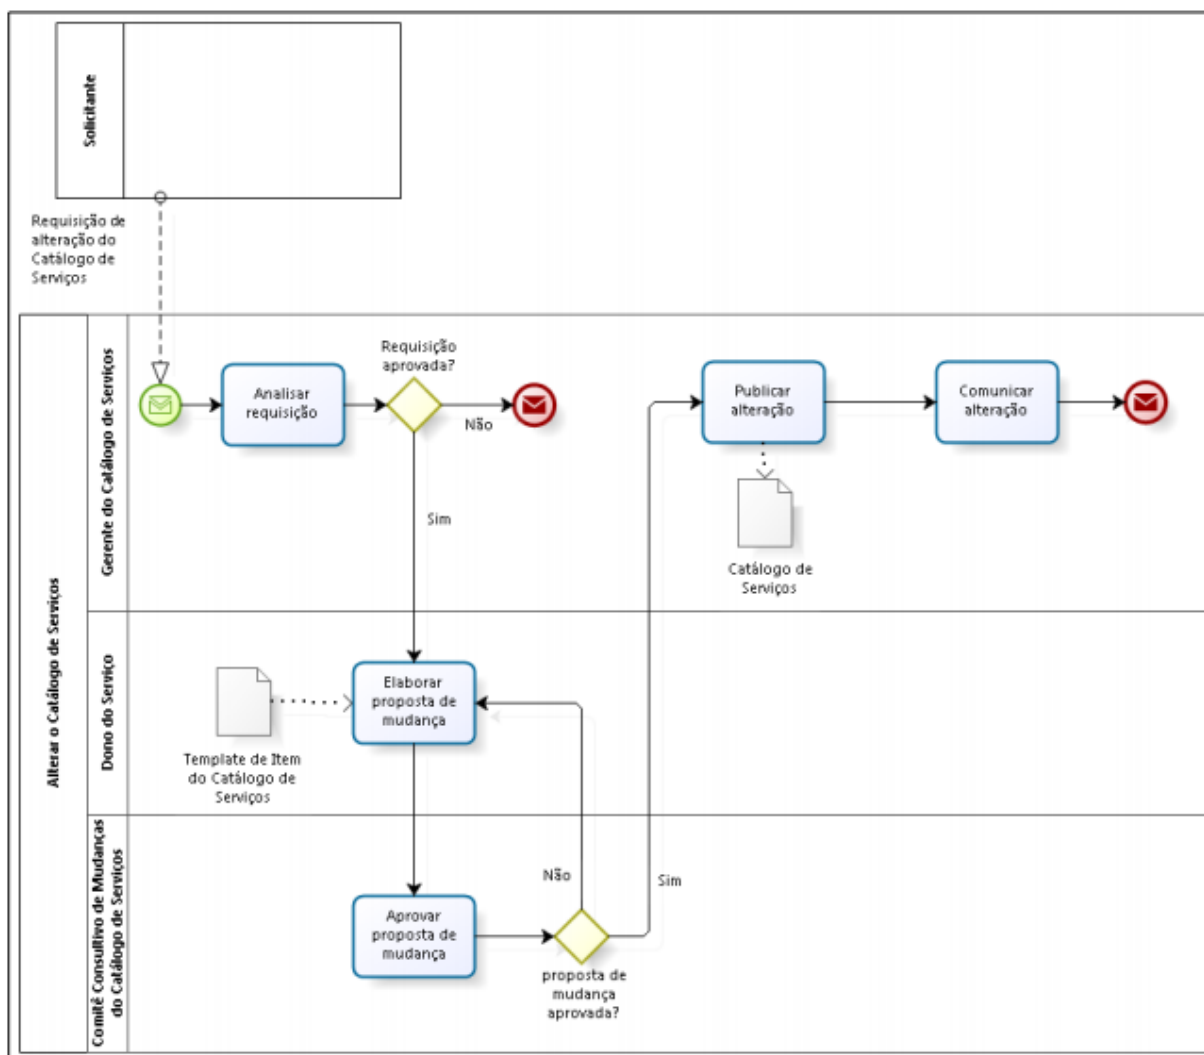 Solicitante
Requisição de
alteração do
Catálogo de
Serviços
Alterar o Catálogo de Serviços
Gerente do Catálogo de Serviços
Analisar
requisição
Requisição
aprovada?
Não
Sim
Publicar
alteração
Comunicar
alteração
Catálogo de
Serviços
Dono do Serviço
Elaborar
proposta de
mudança
Template de Item
do Catálogo de
Serviços
Comitê Consultivo de Mudanças
do Catálogo de Serviços
Aprovar
proposta de
mudança
Não
Sim
proposta de
mudança
aprovada?